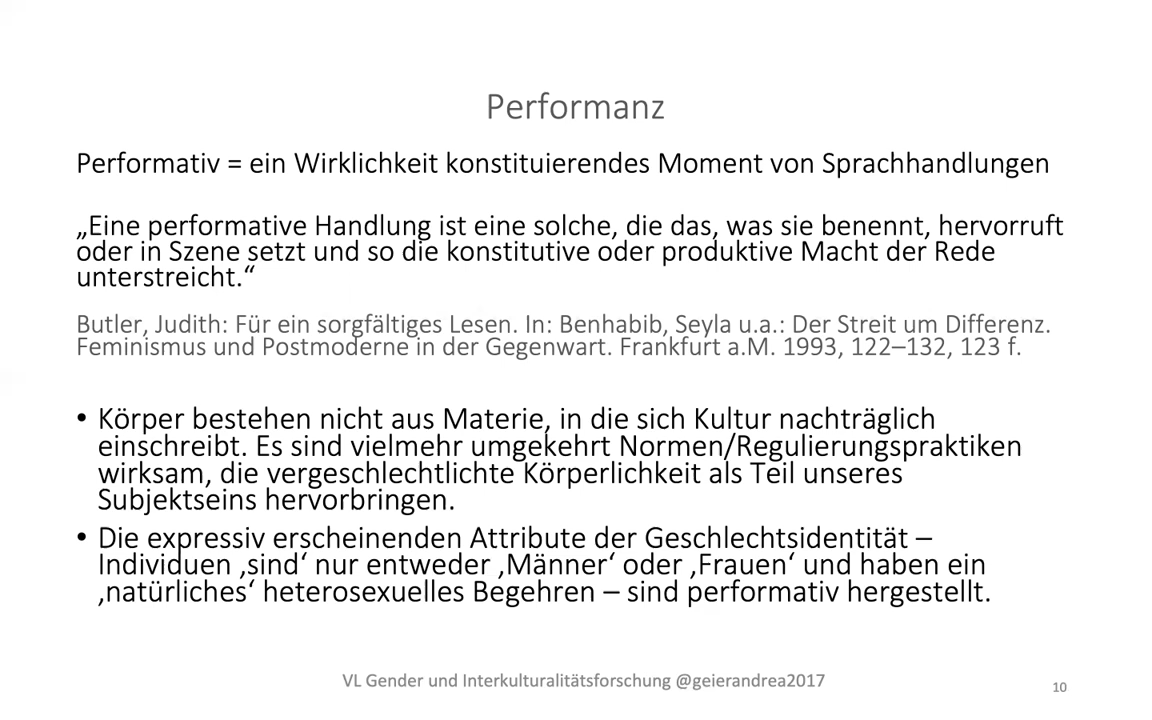 Performanz
Performativ = ein Wirklichkeit konstituierendes Moment von Sprachhandlungen
„Eine performative Handlung ist eine solche, die das, was sie benennt, hervorruft
oder in Szene setzt und so die konstitutive oder produktive Macht der Rede
unterstreicht.“
Butler, Judith: Für ein sorgfältiges Lesen. In: Benhabib, Seyla u.a.: Der Streit um Differenz.
Feminismus und Postmoderne in der Gegenwart. Frankfurt a.M. 1993, 122–132, 123 f.
• Körper bestehen nicht aus Materie, in die sich Kultur nachträglich
einschreibt. Es sind vielmehr umgekehrt Normen/Regulierungspraktiken
wirksam, die vergeschlechtlichte Körperlichkeit als Teil unseres
Subjektseins hervorbringen.
• Die expressiv erscheinenden Attribute der Geschlechtsidentität –
Individuen ‚sind‘ nur entweder ‚Männer‘ oder ‚Frauen‘ und haben ein
‚natürliches‘ heterosexuelles Begehren – sind performativ hergestellt.
VL Gender und Interkulturalitätsforschung @geierandrea2017
10